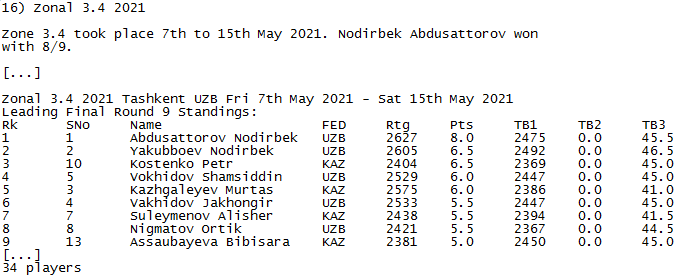 16) Zonal 3.4 2021
Zone 3.4 took place 7th to 15th May 2021. Nodirbek Abdusattorov won
with 8/9.
[...]
Zonal 3.4 2021 Tashkent UZB Fri 7th May 2021 - Sat 15th May 2021
Leading Final Round 9 Standings:
Rk SNo Name FED Rtg Pts TB1 TB2 TB3
1 1 Abdusattorov Nodirbek UZB 2627 8.0 2475 0.0 45.5
2 2 Yakubboev Nodirbek UZB 2605 6.5 2492 0.0 46.5
3 10 Kostenko Petr KAZ 2404 6.5 2369 0.0 45.0
4 5 Vokhidov Shamsiddin UZB 2529 6.0 2447 0.0 45.0
5 3 Kazhgaleyev Murtas KAZ 2575 6.0 2386 0.0 41.0
6 4 Vakhidov Jakhongir UZB 2533 5.5 2447 0.0 45.0
7 7 Suleymenov Alisher KAZ 2438 5.5 2394 0.0 41.5
8 8 Nigmatov Ortik UZB 2421 5.5 2367 0.0 44.5
9 13 Assaubayeva Bibisara KAZ 2381 5.0 2450 0.0 45.0
[...]
34 players